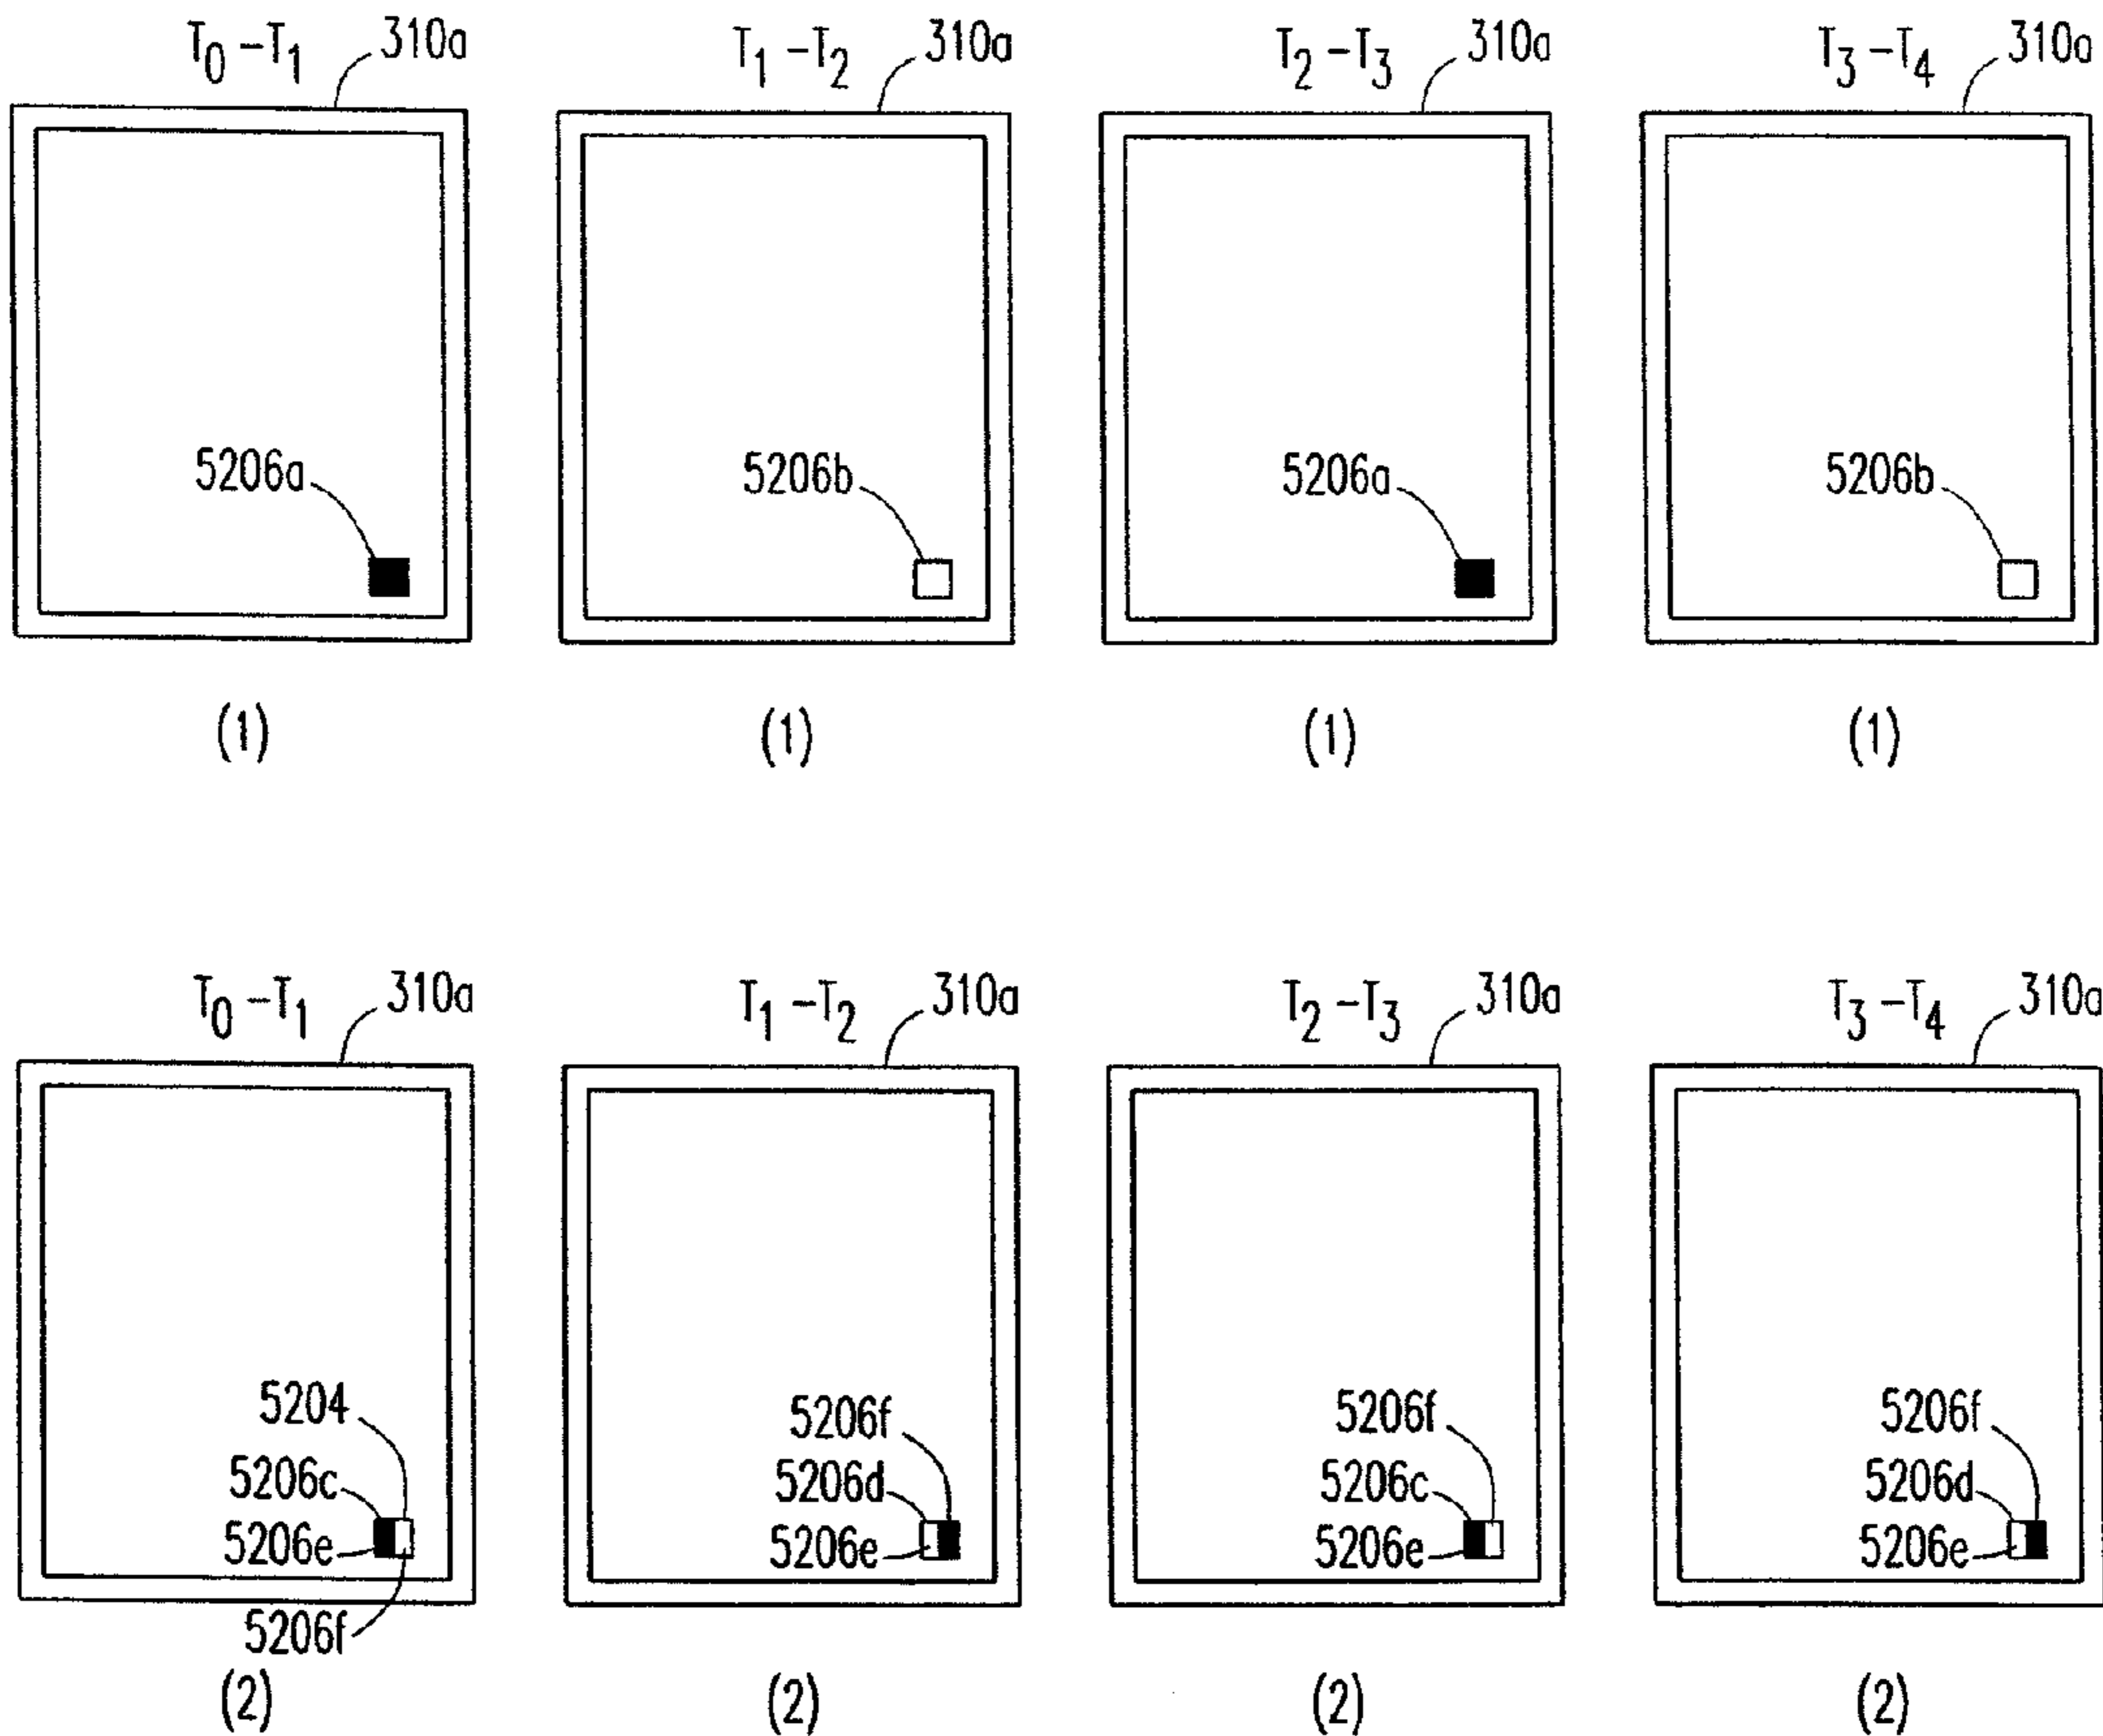 T0-T1 310a T1-T2 310a T2-T3 310a T3-T4 310a
5206a 5206b 5206a 5206b
(1) (1) (1) (1)
T0-T1 310a T1-T2 310a T2-T3 310a T3-T4 310a
5204 5206f 5206f 5206f
5206c 5206d 5206c 5206d
5206e 5206e 5206e 5206e
5206f
(2) (2) (2) (2)